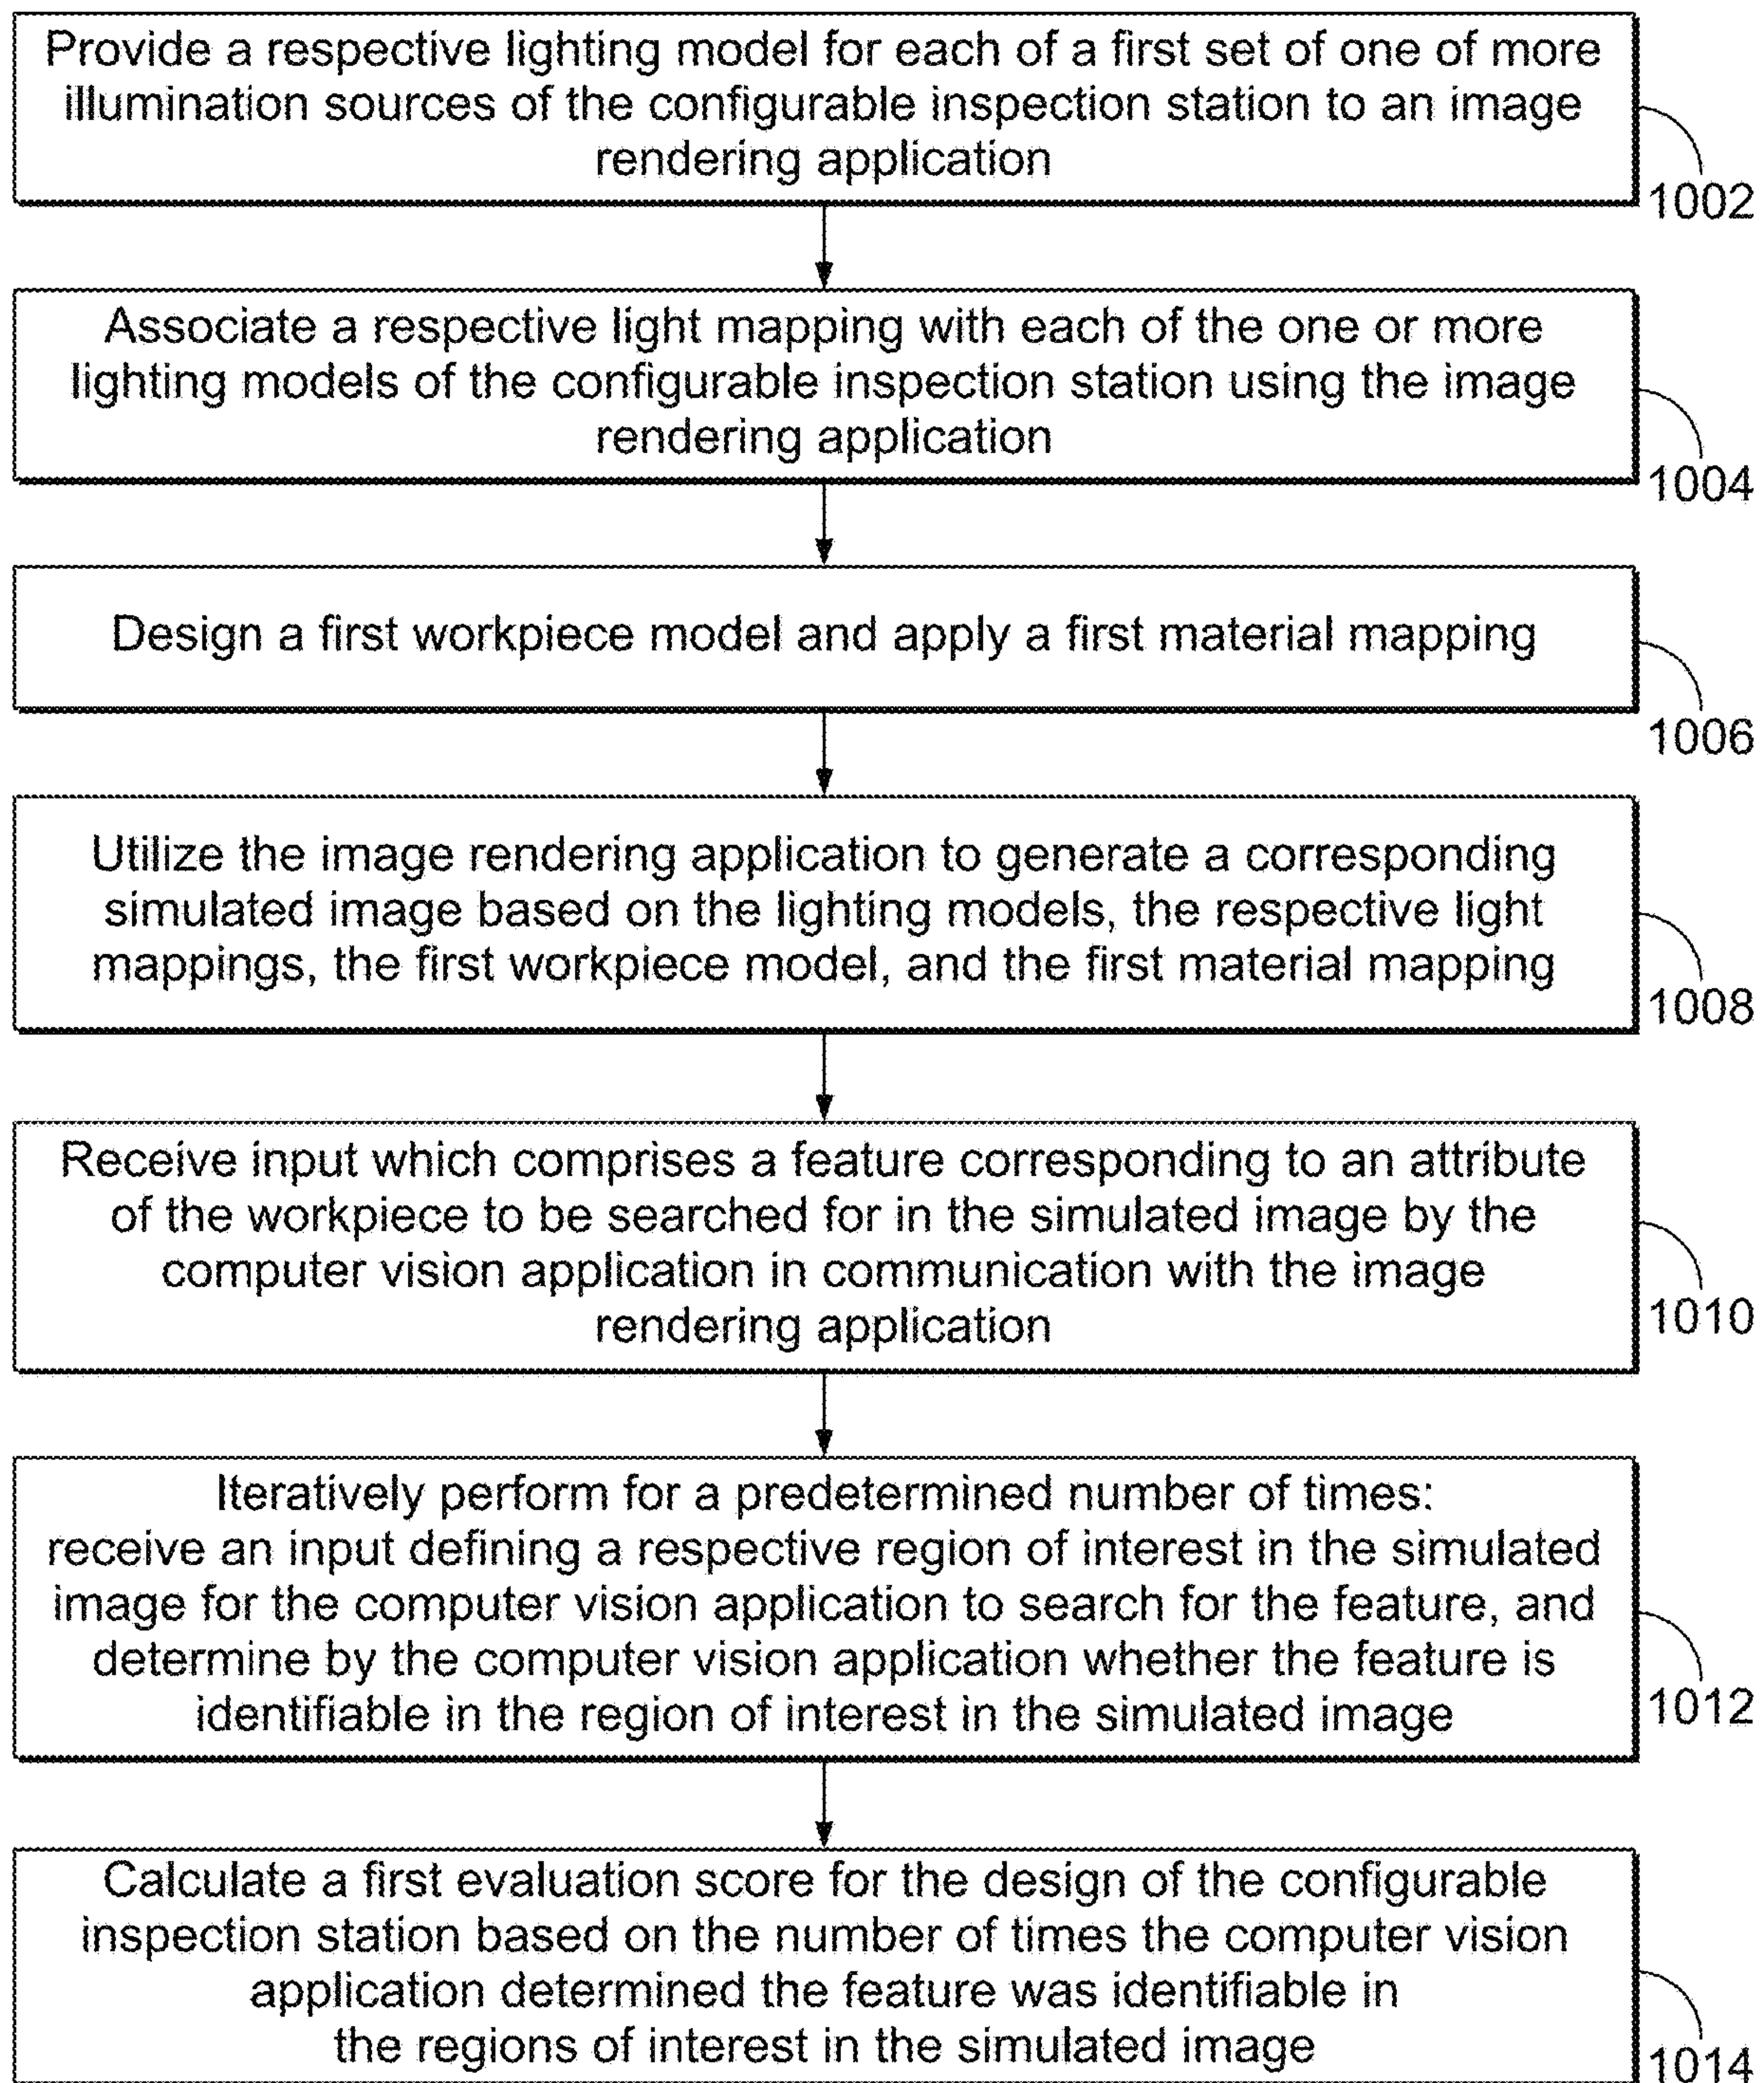 Provide a respective lighting model for each of a first set of one of more
illumination sources of the configurable inspection station to an image
rendering application
1002
Associate a respective light mapping with each of the one or more
lighting models of the configurable inspection station using the image
rendering application
1004
Design a first workpiece model and apply a first material mapping
1006
Utilize the image rendering application to generate a corresponding
simulated image based on the lighting models, the respective light
mappings, the first workpiece model, and the first material mapping
1008
Receive input which comprises a feature corresponding to an attribute
of the workpiece to be searched for in the simulated image by the
computer vision application in communication with the image
rendering application
1010
Iteratively perform for a predetermined number of times:
receive an input defining a respective region of interest in the simulated
image for the computer vision application to search for the feature, and
determine by the computer vision application whether the feature is
identifiable in the region of interest in the simulated image
1012
Calculate a first evaluation score for the design of the configurable
inspection station based on the number of times the computer vision
application determined the feature was identifiable in
the regions of interest in the simulated image
1014